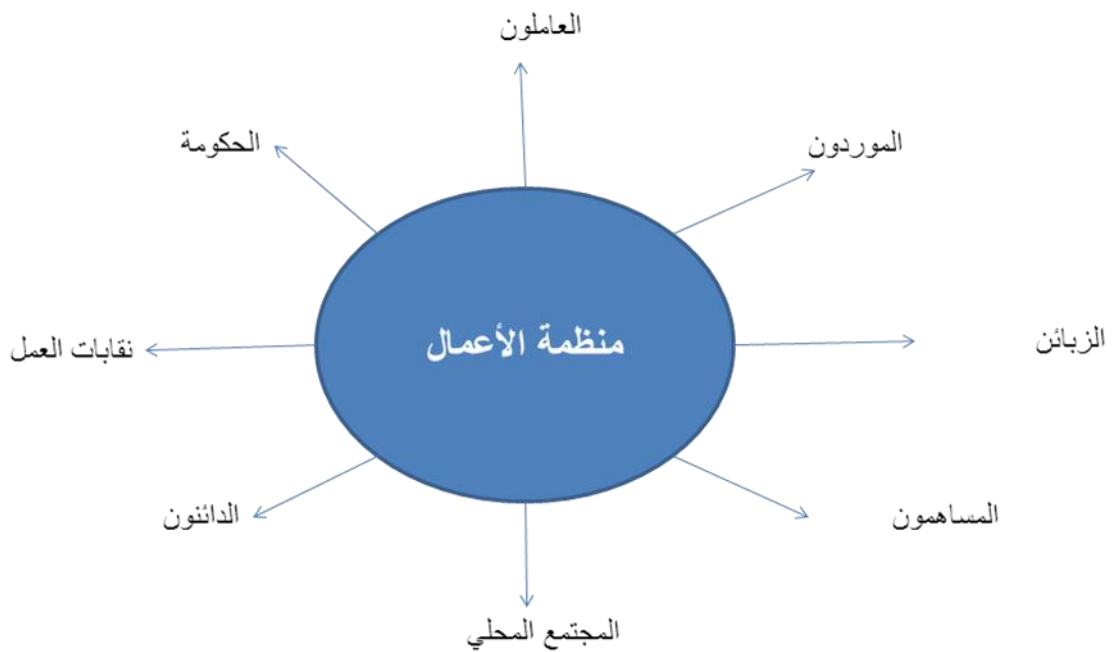 العاملون
الموردون
الحكومة
الزبائن
منظمة الأعمال
نقابات العمل
المساهمون
الدائنون
المجتمع المحلي